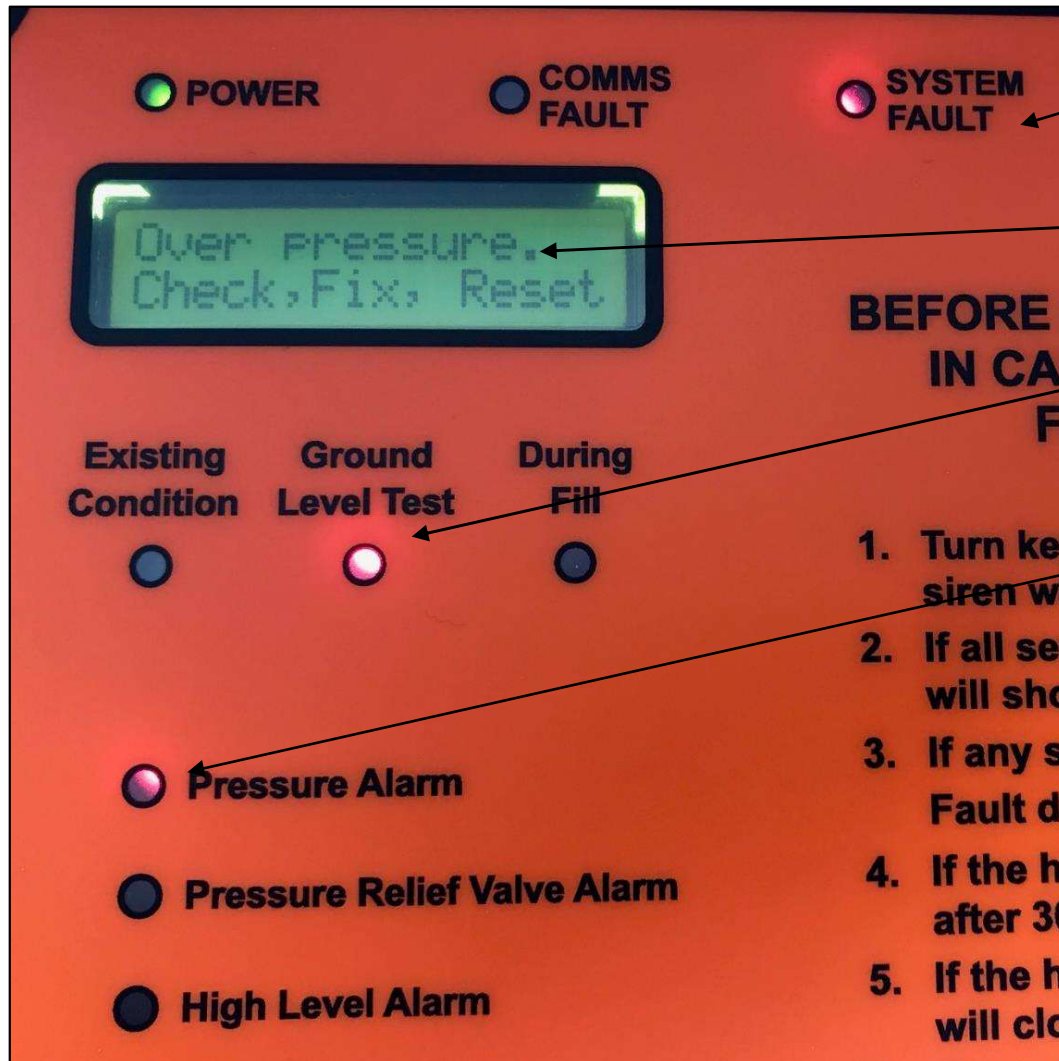 POWER
COMMS
FAULT
SYSTEM
FAULT
Over pressure.
Check,Fix, Reset
BEFORE
IN CA
F
Existing
Condition
Ground
Level Test
During
Fill
1. Turn ke
siren w
2. If all se
will sho
3. If any s
Fault d
4. If the h
after 30
5. If the h
will clo
Pressure Alarm
Pressure Relief Valve Alarm
High Level Alarm